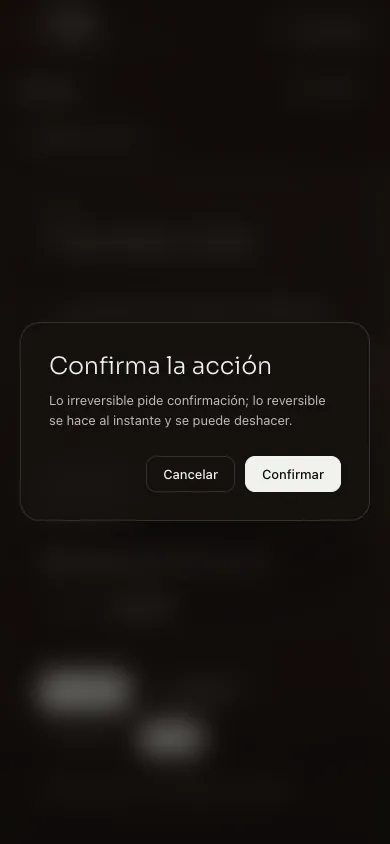 Confirma la acción
Lo irreversible pide confirmación; lo reversible
se hace al instante y se puede deshacer.
Cancelar
Confirmar